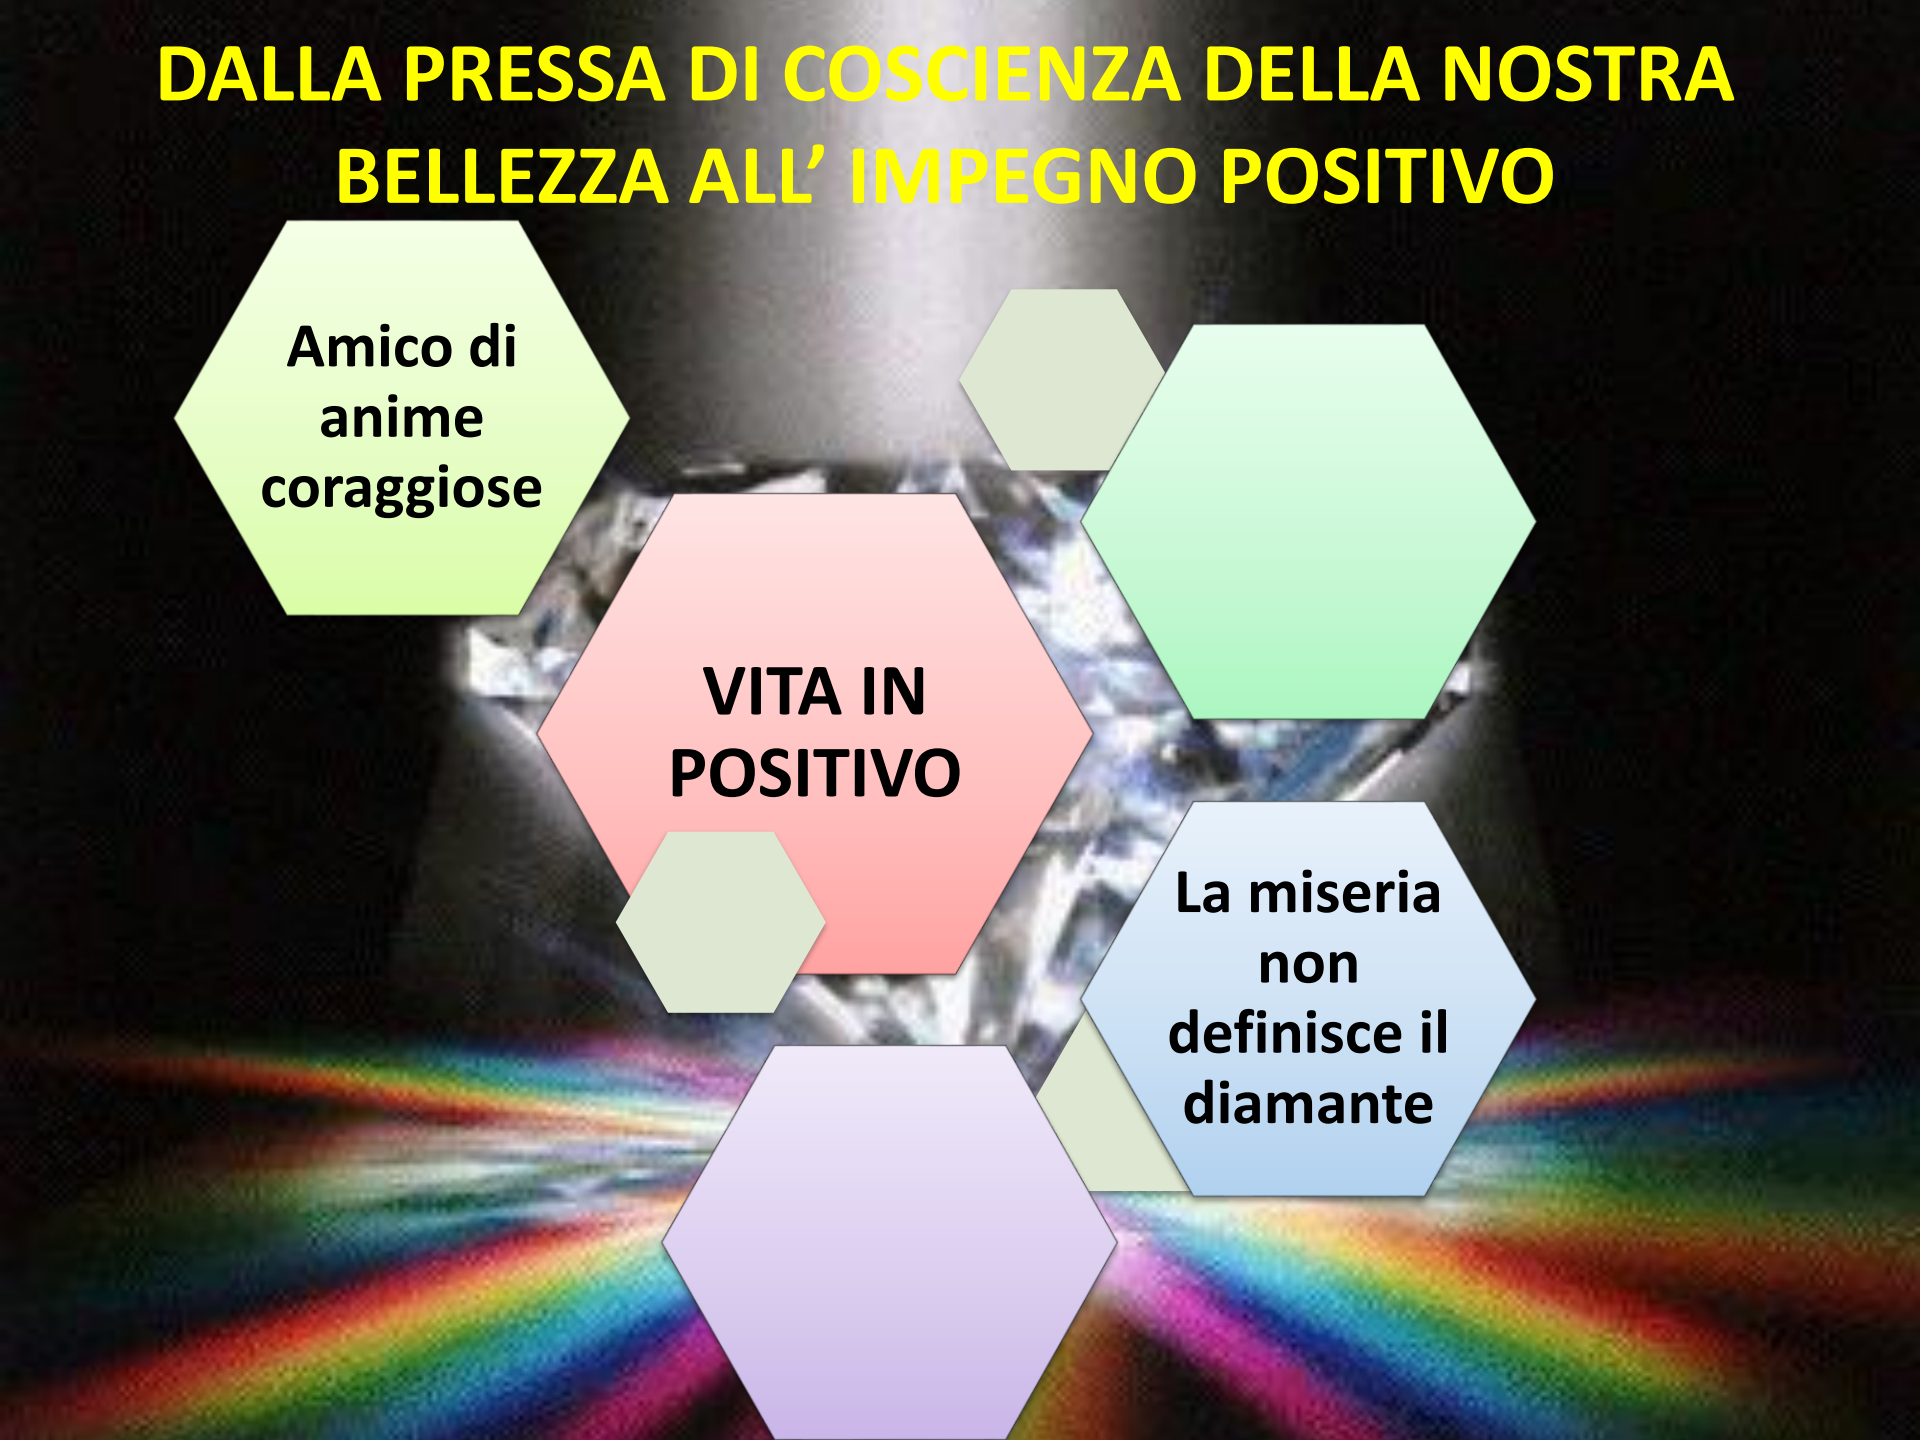 DALLA PRESSA DI COSCIENZA DELLA NOSTRA
BELLEZZA ALL’ IMPEGNO POSITIVO
Amico di
anime
coraggiose
VITA IN
POSITIVO
La miseria
non
definisce il
diamante